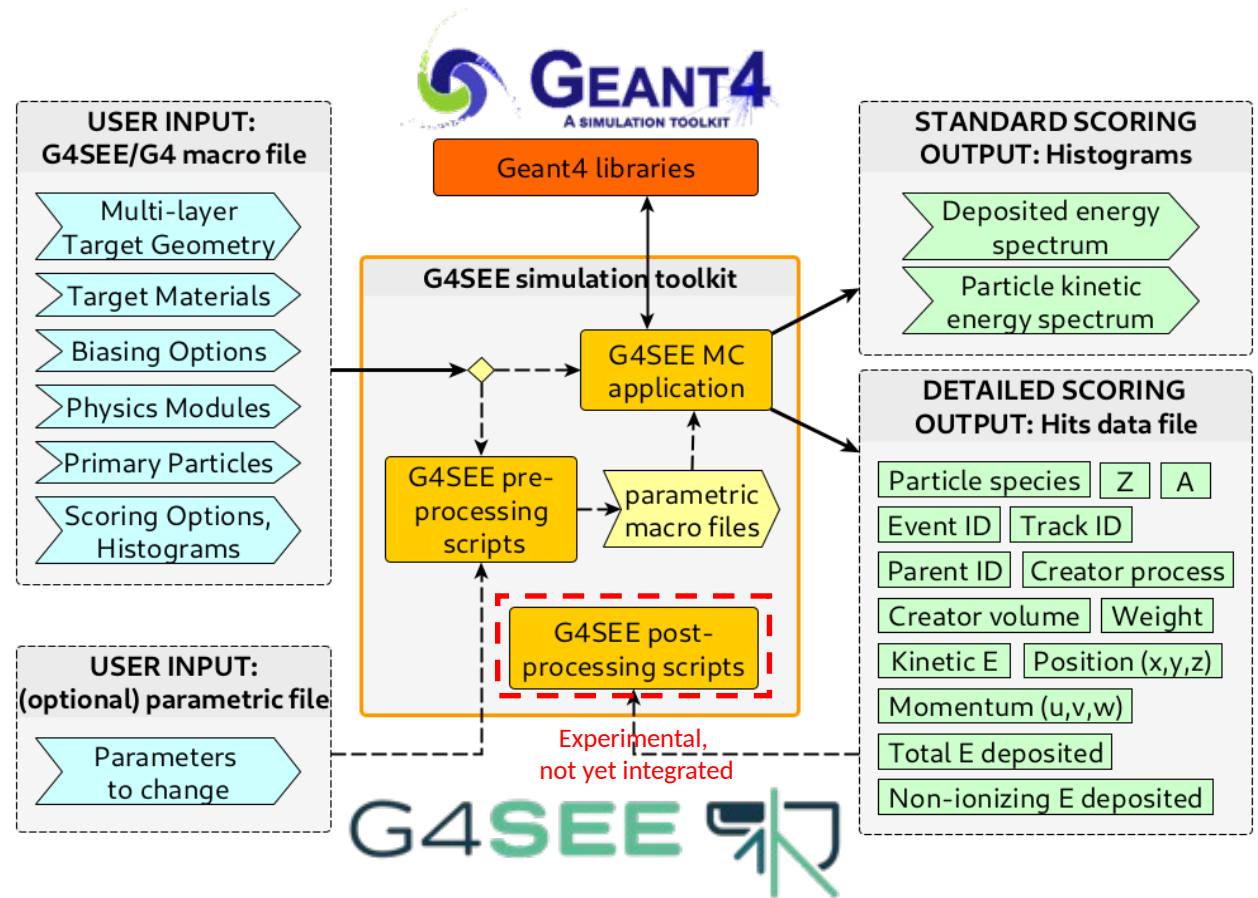 GEANT4
A SIMULATION TOOLKIT
USER INPUT:
G4SEE/G4 macro file
Multi-layer
Target Geometry
Target Materials
Biasing Options
Physics Modules
Primary Particles
Scoring Options,
Histograms
USER INPUT:
(optional) parametric file
Parameters
to change
Geant4 libraries
G4SEE simulation toolkit
G4SEE MC
application
G4SEE pre-
processing
scripts
parametric
macro files
G4SEE post-
processing scripts
Experimental,
not yet integrated
G4SEE
STANDARD SCORING
OUTPUT: Histograms
Deposited energy
spectrum
Particle kinetic
energy spectrum
DETAILED SCORING
OUTPUT: Hits data file
Particle species Z A
Event ID Track ID
Parent ID Creator process
Creator volume Weight
Kinetic E Position (x,y,z)
Momentum (u,v,w)
Total E deposited
Non-ionizing E deposited